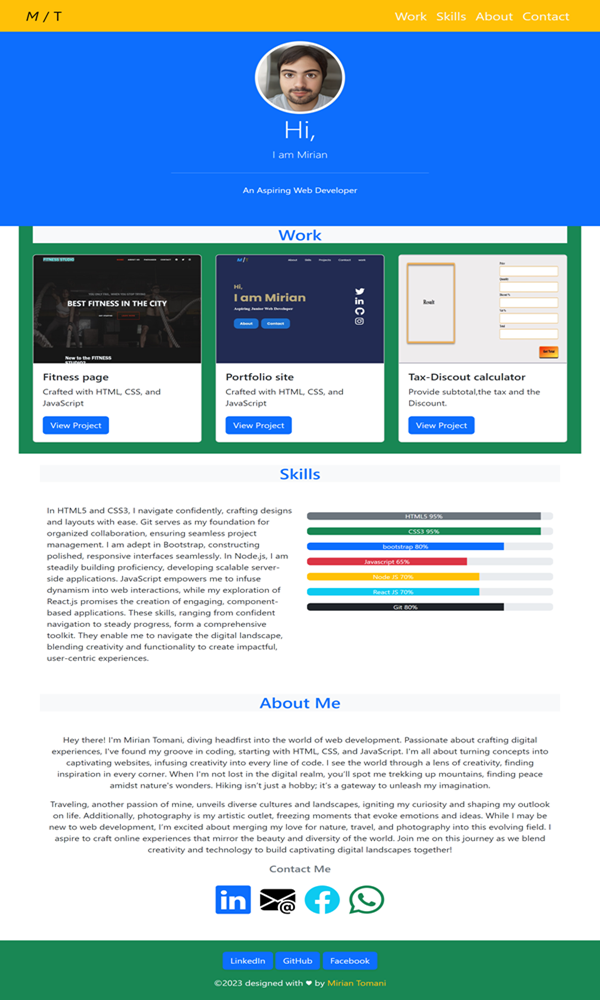 M / T
Work Skills About Contact
Hi,
I am Mirian
An Aspiring Web Developer
Work
FITNESS STUDIO
BEST FITNESS IN THE CITY
New to the FITNESS
M/T
Hi,
I am Mirian
Aspiring Junior Web Developer
About
Contact
Result
Fitness page
Crafted with HTML, CSS, and
JavaScript
View Project
Portfolio site
Crafted with HTML, CSS, and
JavaScript
View Project
Tax-Discout calculator
Provide subtotal,the tax and the
Discount.
View Project
Skills
In HTML5 and CSS3, I navigate confidently, crafting designs
and layouts with ease. Git serves as my foundation for
organized collaboration, ensuring seamless project
management. I am adept in Bootstrap, constructing
polished, responsive interfaces seamlessly. In Node.js, I am
steadily building proficiency, developing scalable server-
side applications. JavaScript empowers me to infuse
dynamism into web interactions, while my exploration of
React.js promises the creation of engaging, component-
based applications. These skills, ranging from confident
navigation to steady progress, form a comprehensive
toolkit. They enable me to navigate the digital landscape,
blending creativity and functionality to create impactful,
user-centric experiences.
HTML5 95%
CSS3 95%
bootstrap 80%
Javascript 65%
Node JS 70%
React JS 70%
Git 80%
About Me
Hey there! I'm Mirian Tomani, diving headfirst into the world of web development. Passionate about crafting digital
experiences, I've found my groove in coding, starting with HTML, CSS, and JavaScript. I'm all about turning concepts into
captivating websites, infusing creativity into every line of code. I see the world through a lens of creativity, finding
inspiration in every corner. When I'm not lost in the digital realm, you'll spot me trekking up mountains, finding peace
amidst nature's wonders. Hiking isn't just a hobby; it's a gateway to unleash my imagination.
Traveling, another passion of mine, unveils diverse cultures and landscapes, igniting my curiosity and shaping my outlook
on life. Additionally, photography is my artistic outlet, freezing moments that evoke emotions and ideas. While I may be
new to web development, I'm excited about merging my love for nature, travel, and photography into this evolving field. I
aspire to craft online experiences that mirror the beauty and diversity of the world. Join me on this journey as we blend
creativity and technology to build captivating digital landscapes together!
Contact Me
in
@
LinkedIn GitHub Facebook
©2023 designed with ❤ by Mirian Tomani